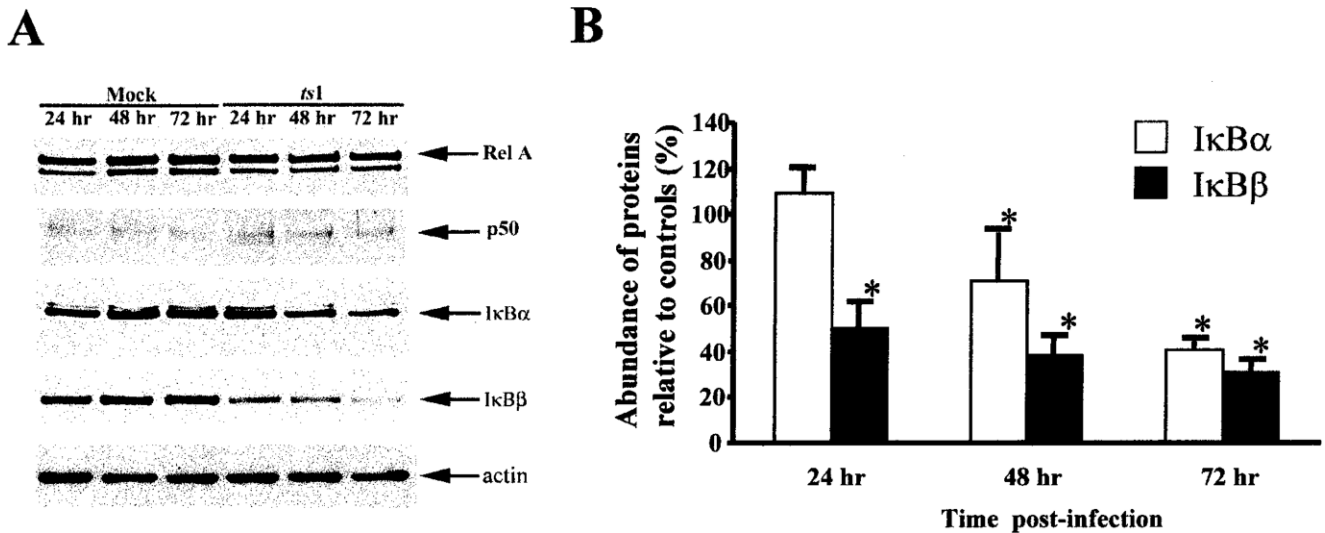 A
Mock ts1
24 hr 48 hr 72 hr 24 hr 48 hr 72 hr
Rel A
p50
IκBα
IκBβ
actin
B
Abundance of proteins
relative to controls (%)
140
120
100
80
60
40
20
0
IκBα
IκBβ
* * * * *
24 hr 48 hr 72 hr
Time post-infection